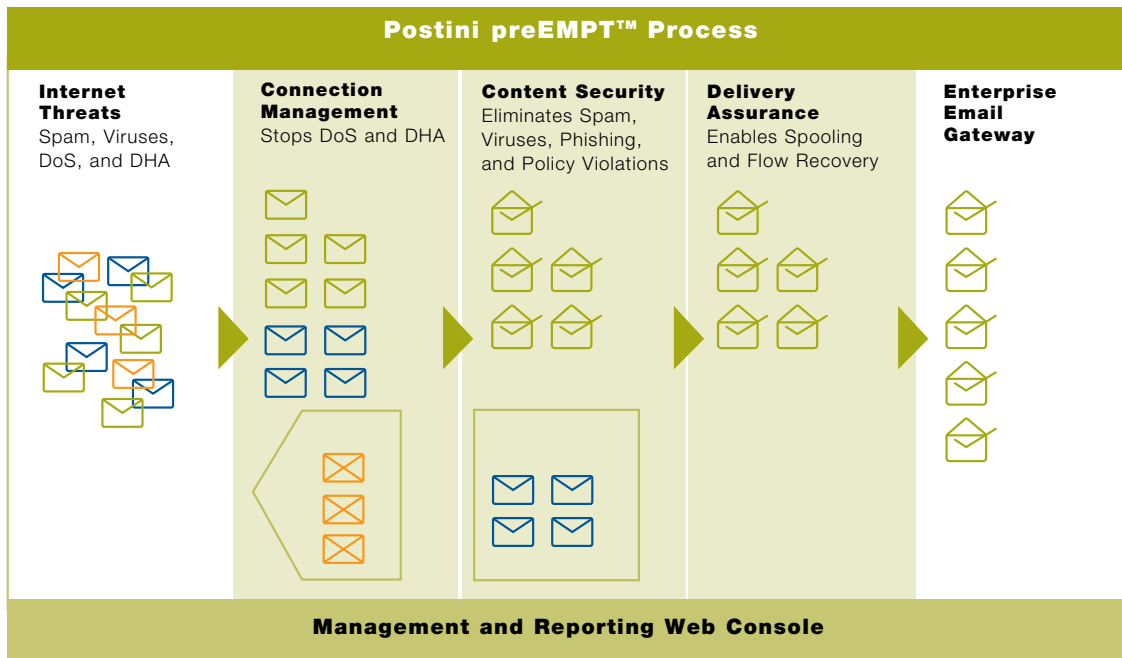 Postini preEMPT™ Process
Internet
Threats
Spam, Viruses,
DoS, and DHA
Connection
Management
Stops DoS and DHA
Content Security
Eliminates Spam,
Viruses, Phishing,
and Policy Violations
Delivery
Assurance
Enables Spooling
and Flow Recovery
Enterprise
Email
Gateway
Management and Reporting Web Console